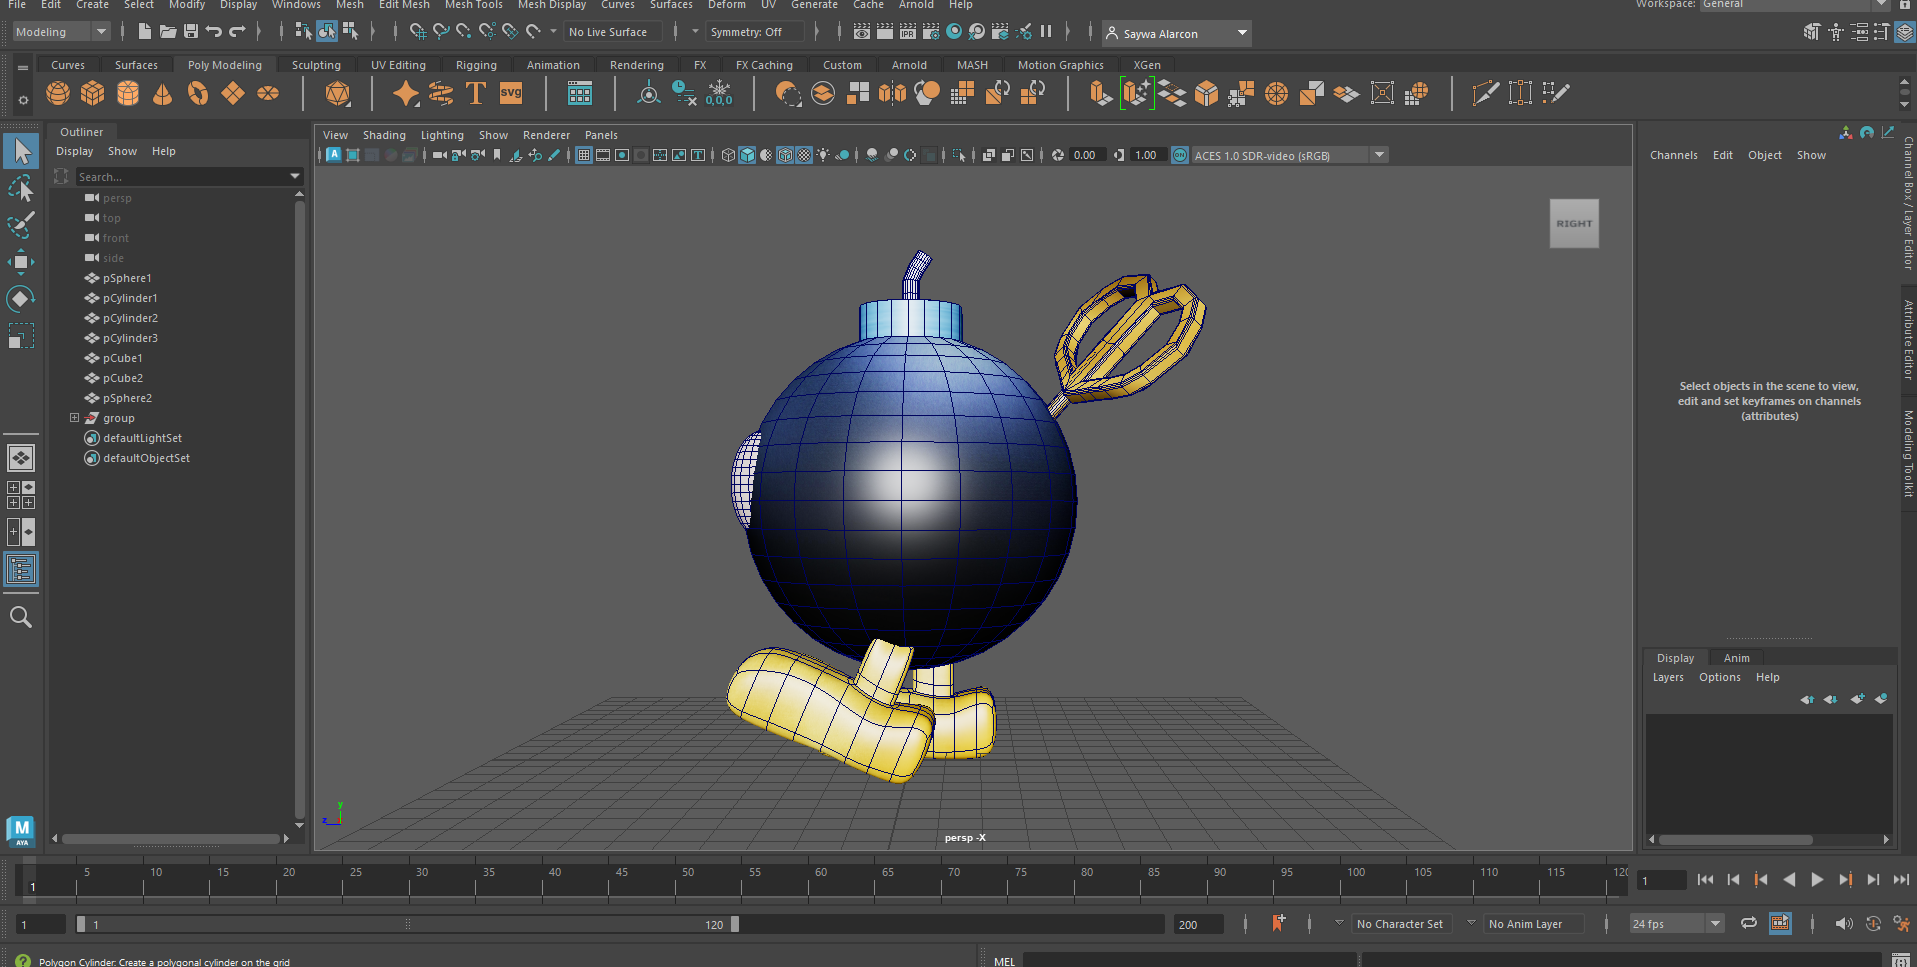 File Edit Create Select Modify Display Windows Mesh Edit Mesh Mesh Tools Mesh Display Curves Surfaces Deform UV Generate Cache Arnold Help Workspace: General
Modeling No Live Surface Symmetry: Off IPR Saywa Alarcon
Curves Surfaces Poly Modeling Sculpting UV Editing Rigging Animation Rendering FX FX Caching Custom Arnold MASH Motion Graphics XGen
T SVG 0,0,0
Outliner
Display Show Help
Search...
persp
top
front
side
pSphere1
pCylinder1
pCylinder2
pCylinder3
pCube1
pCube2
pSphere2
group
defaultLightSet
defaultObjectSet
View Shading Lighting Show Renderer Panels
0.00 1.00 ON ACES 1.0 SDR-video (sRGB)
RIGHT
y
z
persp -X
Channels Edit Object Show
Select objects in the scene to view,
edit and set keyframes on channels
(attributes)
Channel Box / Layer Editor
Attribute Editor
Modeling Toolkit
Display Anim
Layers Options Help
M
AYA
5 10 15 20 25 30 35 40 45 50 55 60 65 70 75 80 85 90 95 100 105 110 115 120
1 1
1 1 120 200 No Character Set No Anim Layer 24 fps
Polygon Cylinder: Create a polygonal cylinder on the grid MEL